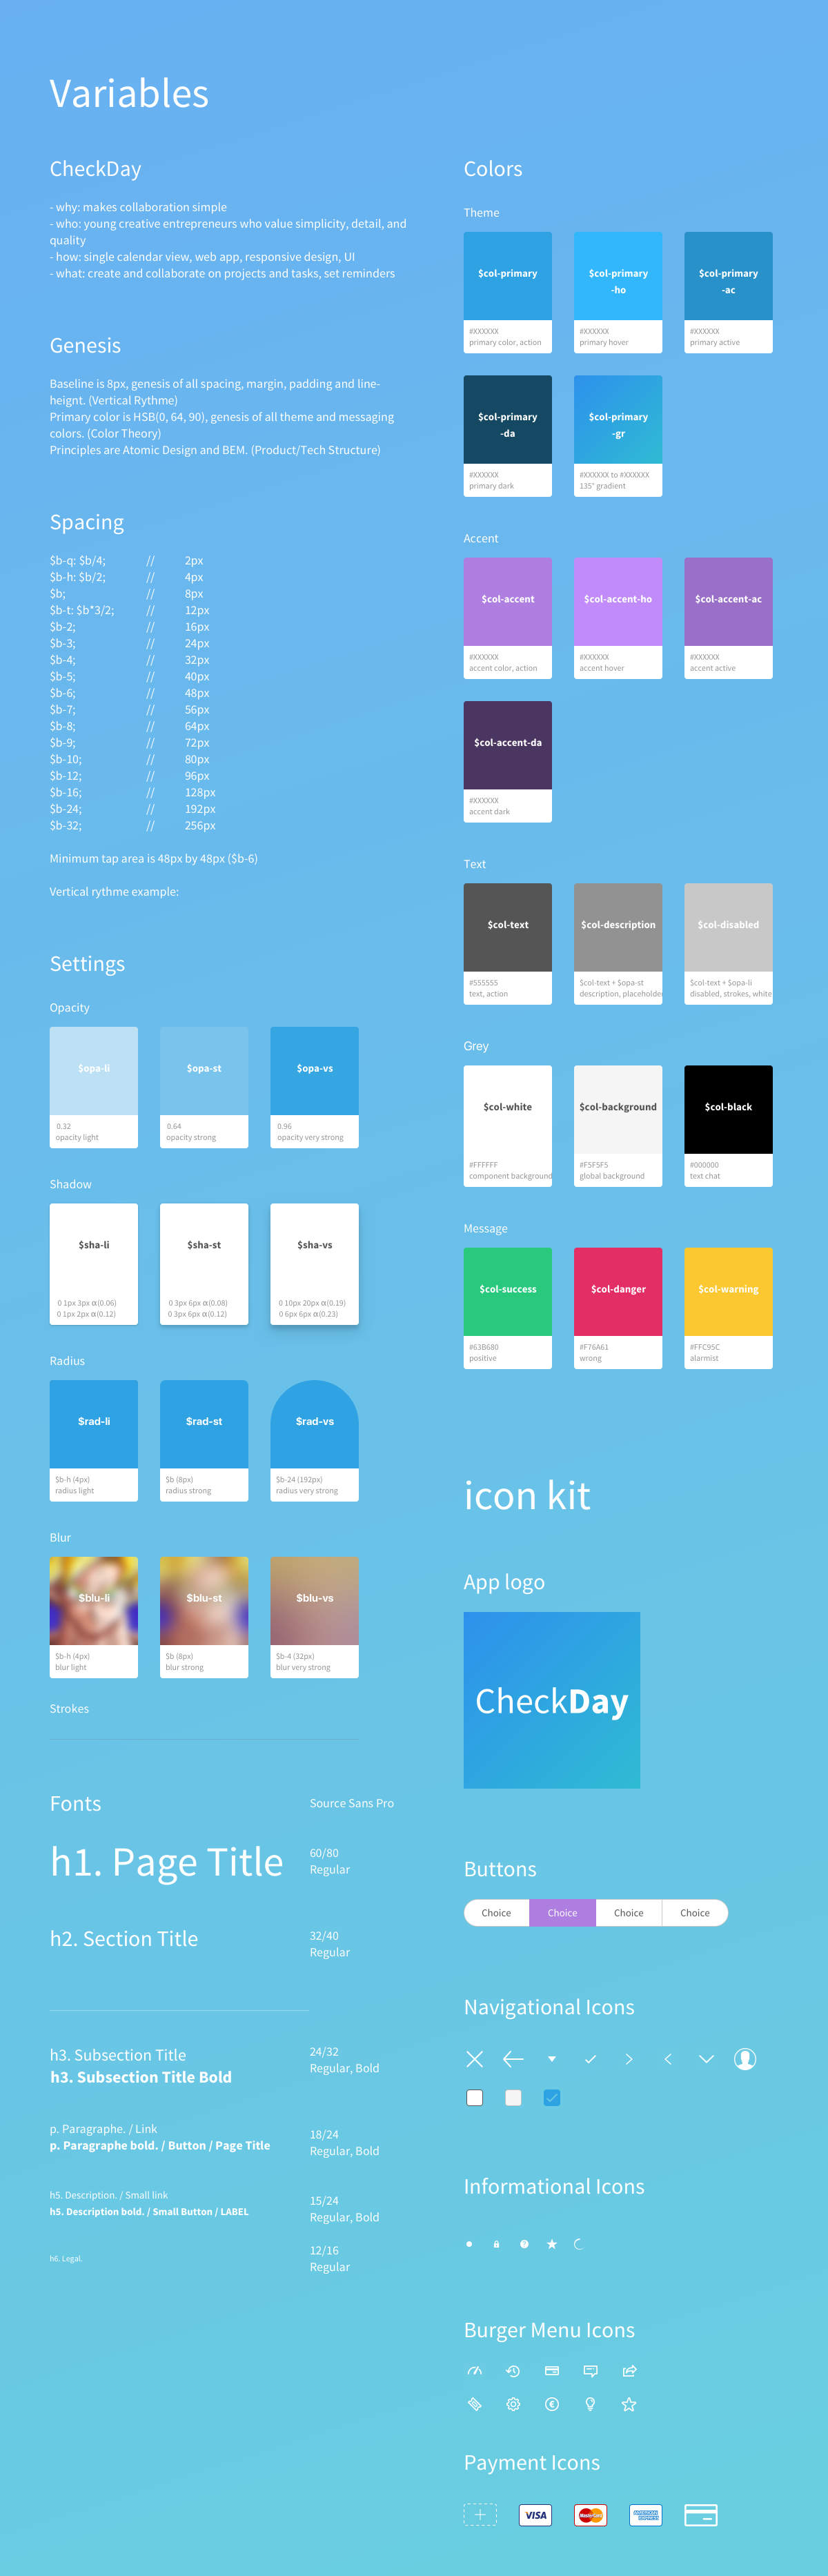 Variables
CheckDay
- why: makes collaboration simple
- who: young creative entrepreneurs who value simplicity, detail, and
quality
- how: single calendar view, web app, responsive design, UI
- what: create and collaborate on projects and tasks, set reminders
Genesis
Baseline is 8px, genesis of all spacing, margin, padding and line-
heignt. (Vertical Rythme)
Primary color is HSB(0, 64, 90), genesis of all theme and messaging
colors. (Color Theory)
Principles are Atomic Design and BEM. (Product/Tech Structure)
Spacing
$b-q: $b/4; // 2px
$b-h: $b/2; // 4px
$b; // 8px
$b-t: $b*3/2; // 12px
$b-2; // 16px
$b-3; // 24px
$b-4; // 32px
$b-5; // 40px
$b-6; // 48px
$b-7; // 56px
$b-8; // 64px
$b-9; // 72px
$b-10; // 80px
$b-12; // 96px
$b-16; // 128px
$b-24; // 192px
$b-32; // 256px
Minimum tap area is 48px by 48px ($b-6)
Vertical rythme example:
Settings
Opacity
$opa-li
0.32
opacity light
$opa-st
0.64
opacity strong
$opa-vs
0.96
opacity very strong
Shadow
$sha-li
0 1px 3px α(0.06)
0 1px 2px α(0.12)
$sha-st
0 3px 6px α(0.08)
0 3px 6px α(0.12)
$sha-vs
0 10px 20px α(0.19)
0 6px 6px α(0.23)
Radius
$rad-li
$b-h (4px)
radius light
$rad-st
$b (8px)
radius strong
$rad-vs
$b-24 (192px)
radius very strong
Blur
$blu-li
$b-h (4px)
blur light
$blu-st
$b (8px)
blur strong
$blu-vs
$b-4 (32px)
blur very strong
Strokes
Fonts
Source Sans Pro
h1. Page Title
60/80
Regular
h2. Section Title
32/40
Regular
h3. Subsection Title
h3. Subsection Title Bold
24/32
Regular, Bold
p. Paragraphe. / Link
p. Paragraphe bold. / Button / Page Title
18/24
Regular, Bold
h5. Description. / Small link
h5. Description bold. / Small Button / LABEL
15/24
Regular, Bold
h6. Legal.
12/16
Regular
Colors
Theme
$col-primary
#XXXXXX
primary color, action
$col-primary
-ho
#XXXXXX
primary hover
$col-primary
-ac
#XXXXXX
primary active
$col-primary
-da
#XXXXXX
primary dark
$col-primary
-gr
#XXXXXX to #XXXXXX
135° gradient
Accent
$col-accent
#XXXXXX
accent color, action
$col-accent-ho
#XXXXXX
accent hover
$col-accent-ac
#XXXXXX
accent active
$col-accent-da
#XXXXXX
accent dark
Text
$col-text
#555555
text, action
$col-description
$col-text + $opa-st
description, placeholder
$col-disabled
$col-text + $opa-li
disabled, strokes, white
Grey
$col-white
#FFFFFF
component background
$col-background
#F5F5F5
global background
$col-black
#000000
text chat
Message
$col-success
#63B680
positive
$col-danger
#F76A61
wrong
$col-warning
#FFC95C
alarmist
icon kit
App logo
CheckDay
Buttons
Choice Choice Choice Choice
Navigational Icons
Informational Icons
Burger Menu Icons
Payment Icons
VISA
MasterCard
AMERICAN
EXPRESS